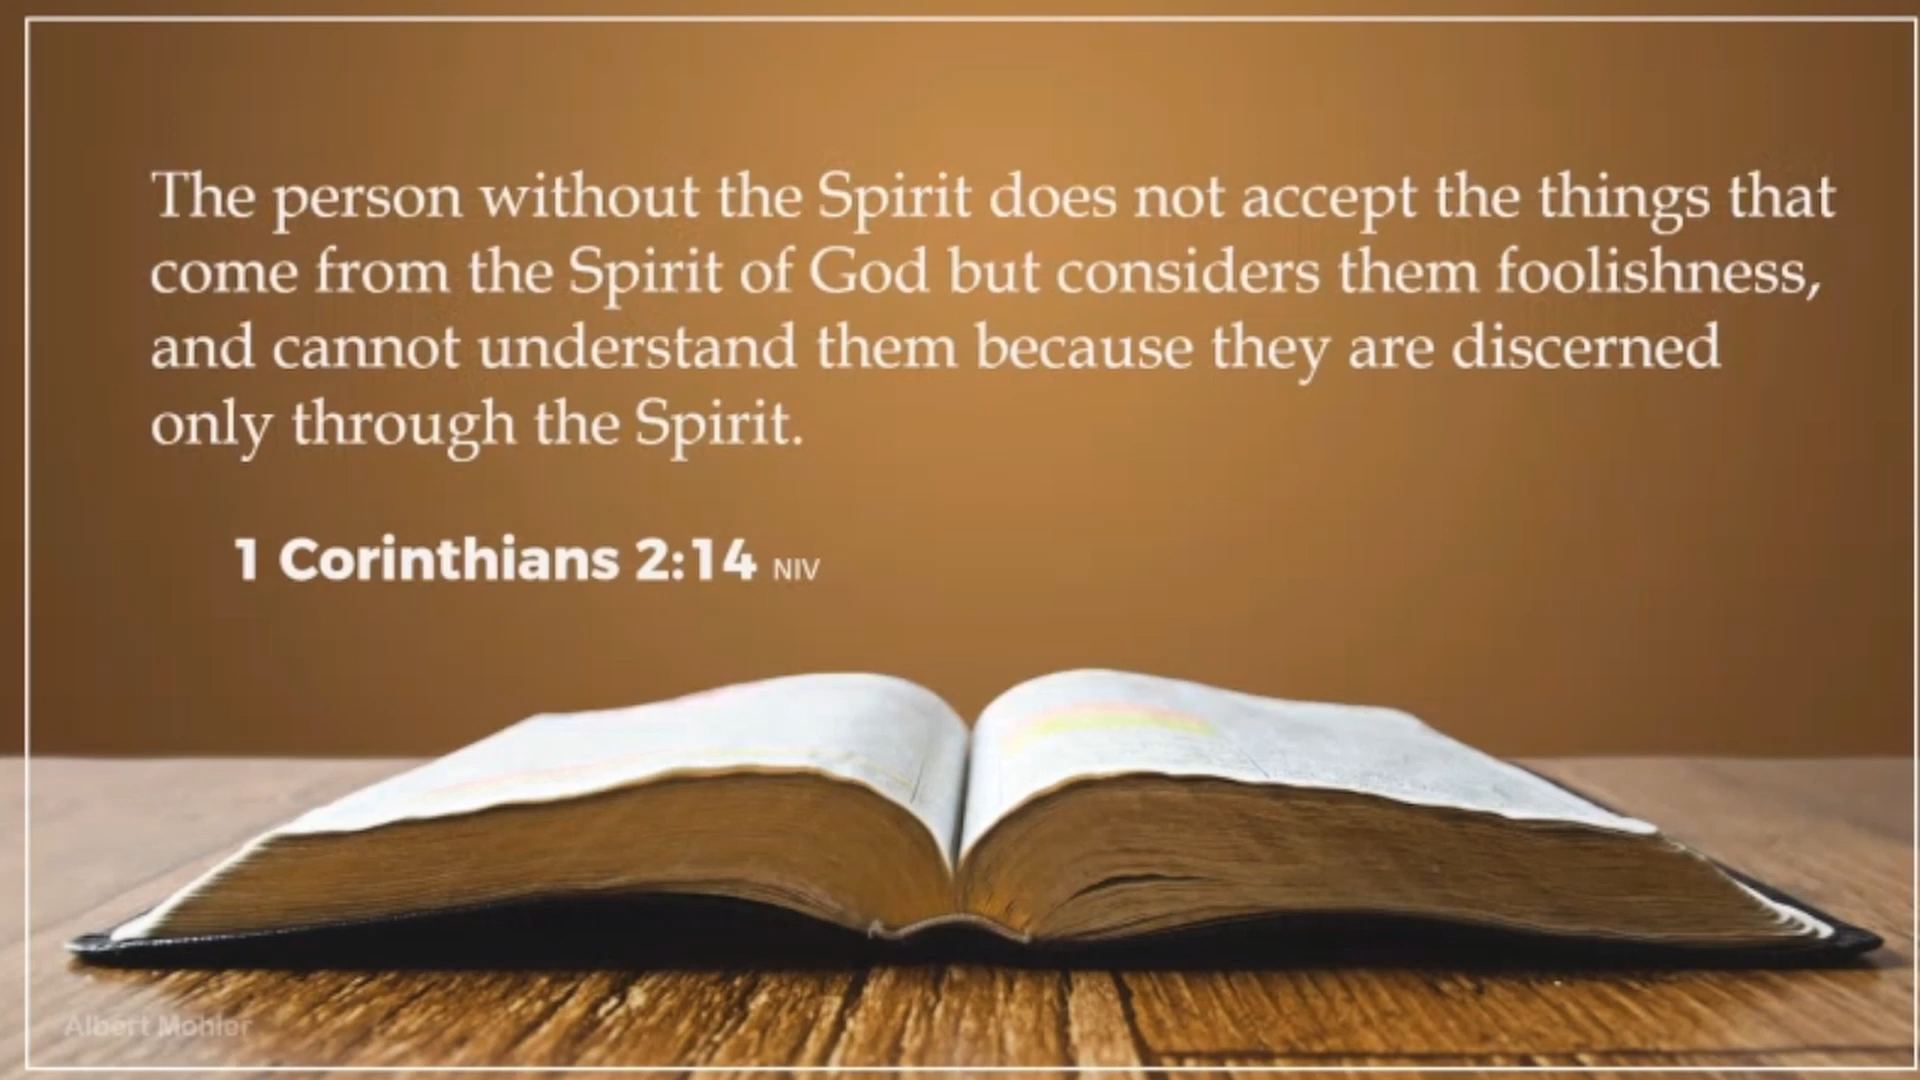 The person without the Spirit does not accept the things that
come from the Spirit of God but considers them foolishness,
and cannot understand them because they are discerned
only through the Spirit.
1 Corinthians 2:14 NIV
Albert Mohler